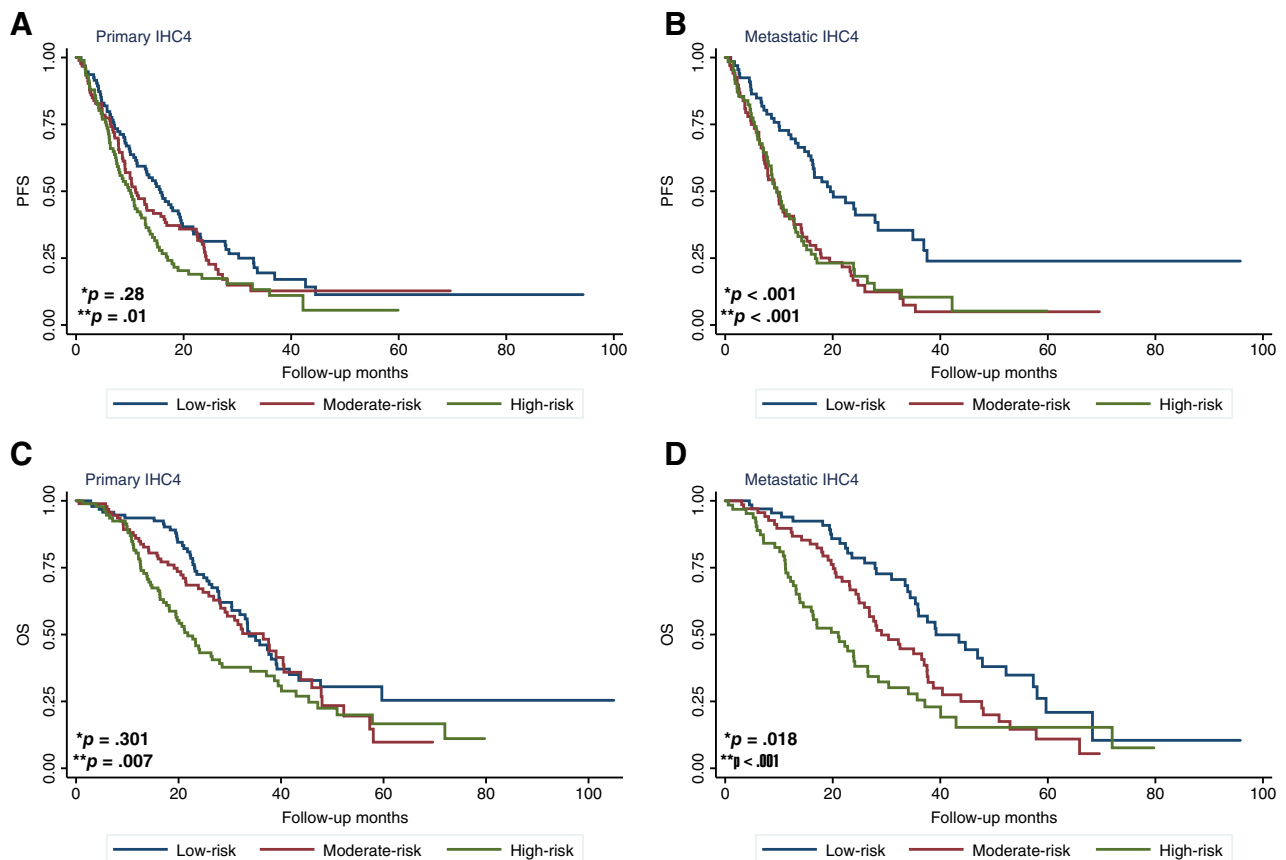 A
Primary IHC4
PFS
1.00
0.75
0.50
0.25
0.00
*p = .28
**p = .01
0 20 40 60 80 100
Follow-up months
Low-risk Moderate-risk High-risk
B
Metastatic IHC4
PFS
1.00
0.75
0.50
0.25
0.00
*p < .001
**p < .001
0 20 40 60 80 100
Follow-up months
Low-risk Moderate-risk High-risk
C
Primary IHC4
OS
1.00
0.75
0.50
0.25
0.00
*p = .301
**p = .007
0 20 40 60 80 100
Follow-up months
Low-risk Moderate-risk High-risk
D
Metastatic IHC4
OS
1.00
0.75
0.50
0.25
0.00
*p = .018
**p < .001
0 20 40 60 80 100
Follow-up months
Low-risk Moderate-risk High-risk